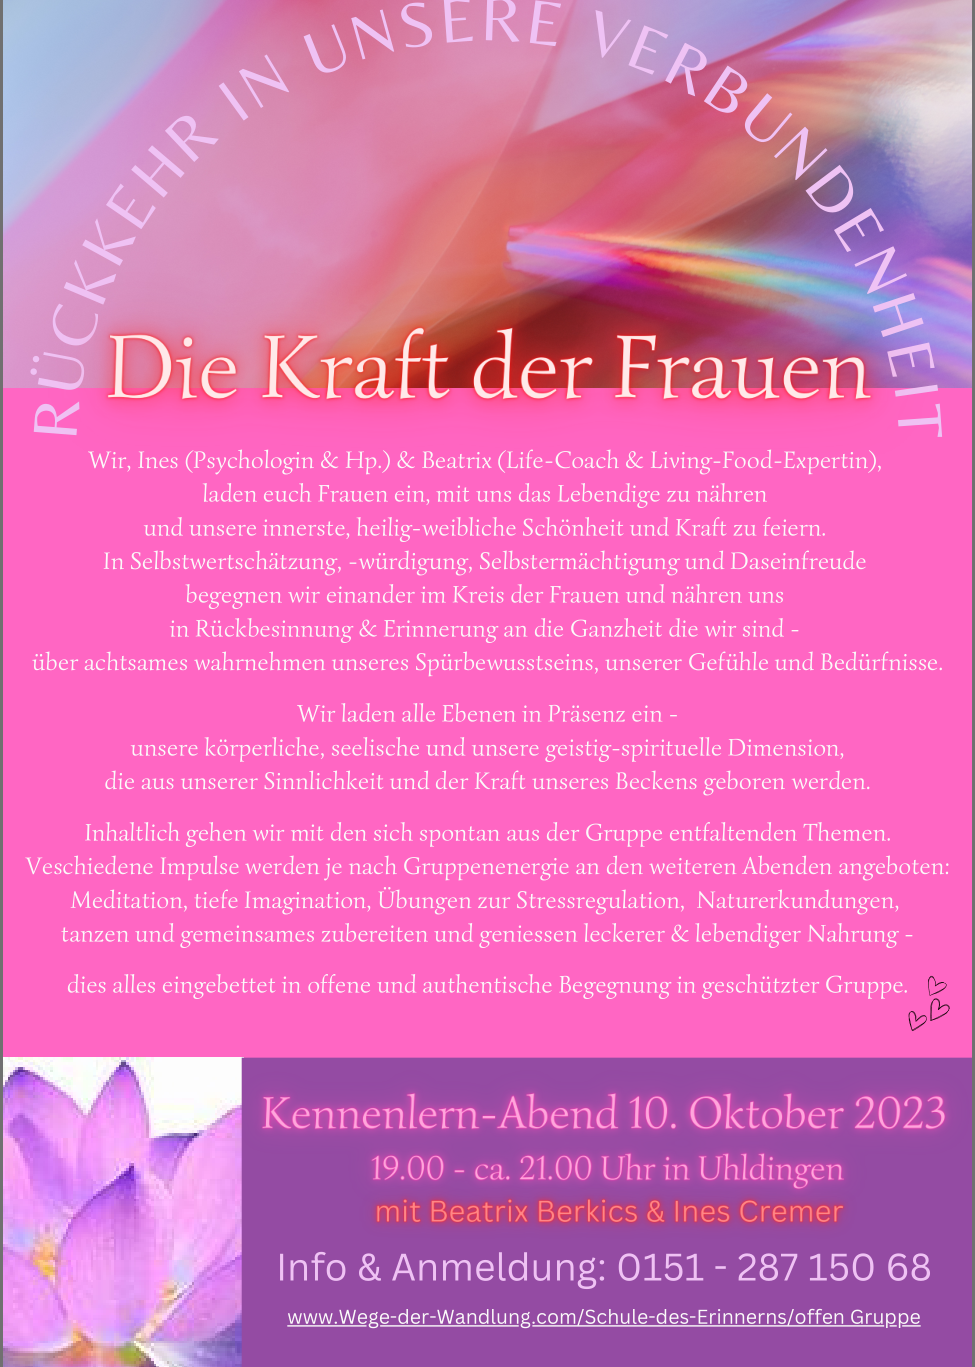 RÜCKKEHR IN UNSERE VERBUNDENHEIT
Die Kraft der Frauen
Wir, Ines (Psychologin & Hp.) & Beatrix (Life-Coach & Living-Food-Expertin),
laden euch Frauen ein, mit uns das Lebendige zu nähren
und unsere innerste, heilig-weibliche Schönheit und Kraft zu feiern.
In Selbstwertschätzung, -würdigung, Selbstermächtigung und Daseinfreude
begegnen wir einander im Kreis der Frauen und nähren uns
in Rückbesinnung & Erinnerung an die Ganzheit die wir sind -
über achtsames wahrnehmen unseres Spürbewusstseins, unserer Gefühle und Bedürfnisse.
Wir laden alle Ebenen in Präsenz ein -
unsere körperliche, seelische und unsere geistig-spirituelle Dimension,
die aus unserer Sinnlichkeit und der Kraft unseres Beckens geboren werden.
Inhaltlich gehen wir mit den sich spontan aus der Gruppe entfaltenden Themen.
Veschiedene Impulse werden je nach Gruppenenergie an den weiteren Abenden angeboten:
Meditation, tiefe Imagination, Übungen zur Stressregulation, Naturerkundungen,
tanzen und gemeinsames zubereiten und geniessen leckerer & lebendiger Nahrung -
dies alles eingebettet in offene und authentische Begegnung in geschützter Gruppe.
Kennenlern-Abend 10. Oktober 2023
19.00 - ca. 21.00 Uhr in Uhldingen
mit Beatrix Berkics & Ines Cremer
Info & Anmeldung: 0151 - 287 150 68
www.Wege-der-Wandlung.com/Schule-des-Erinnerns/offen Gruppe